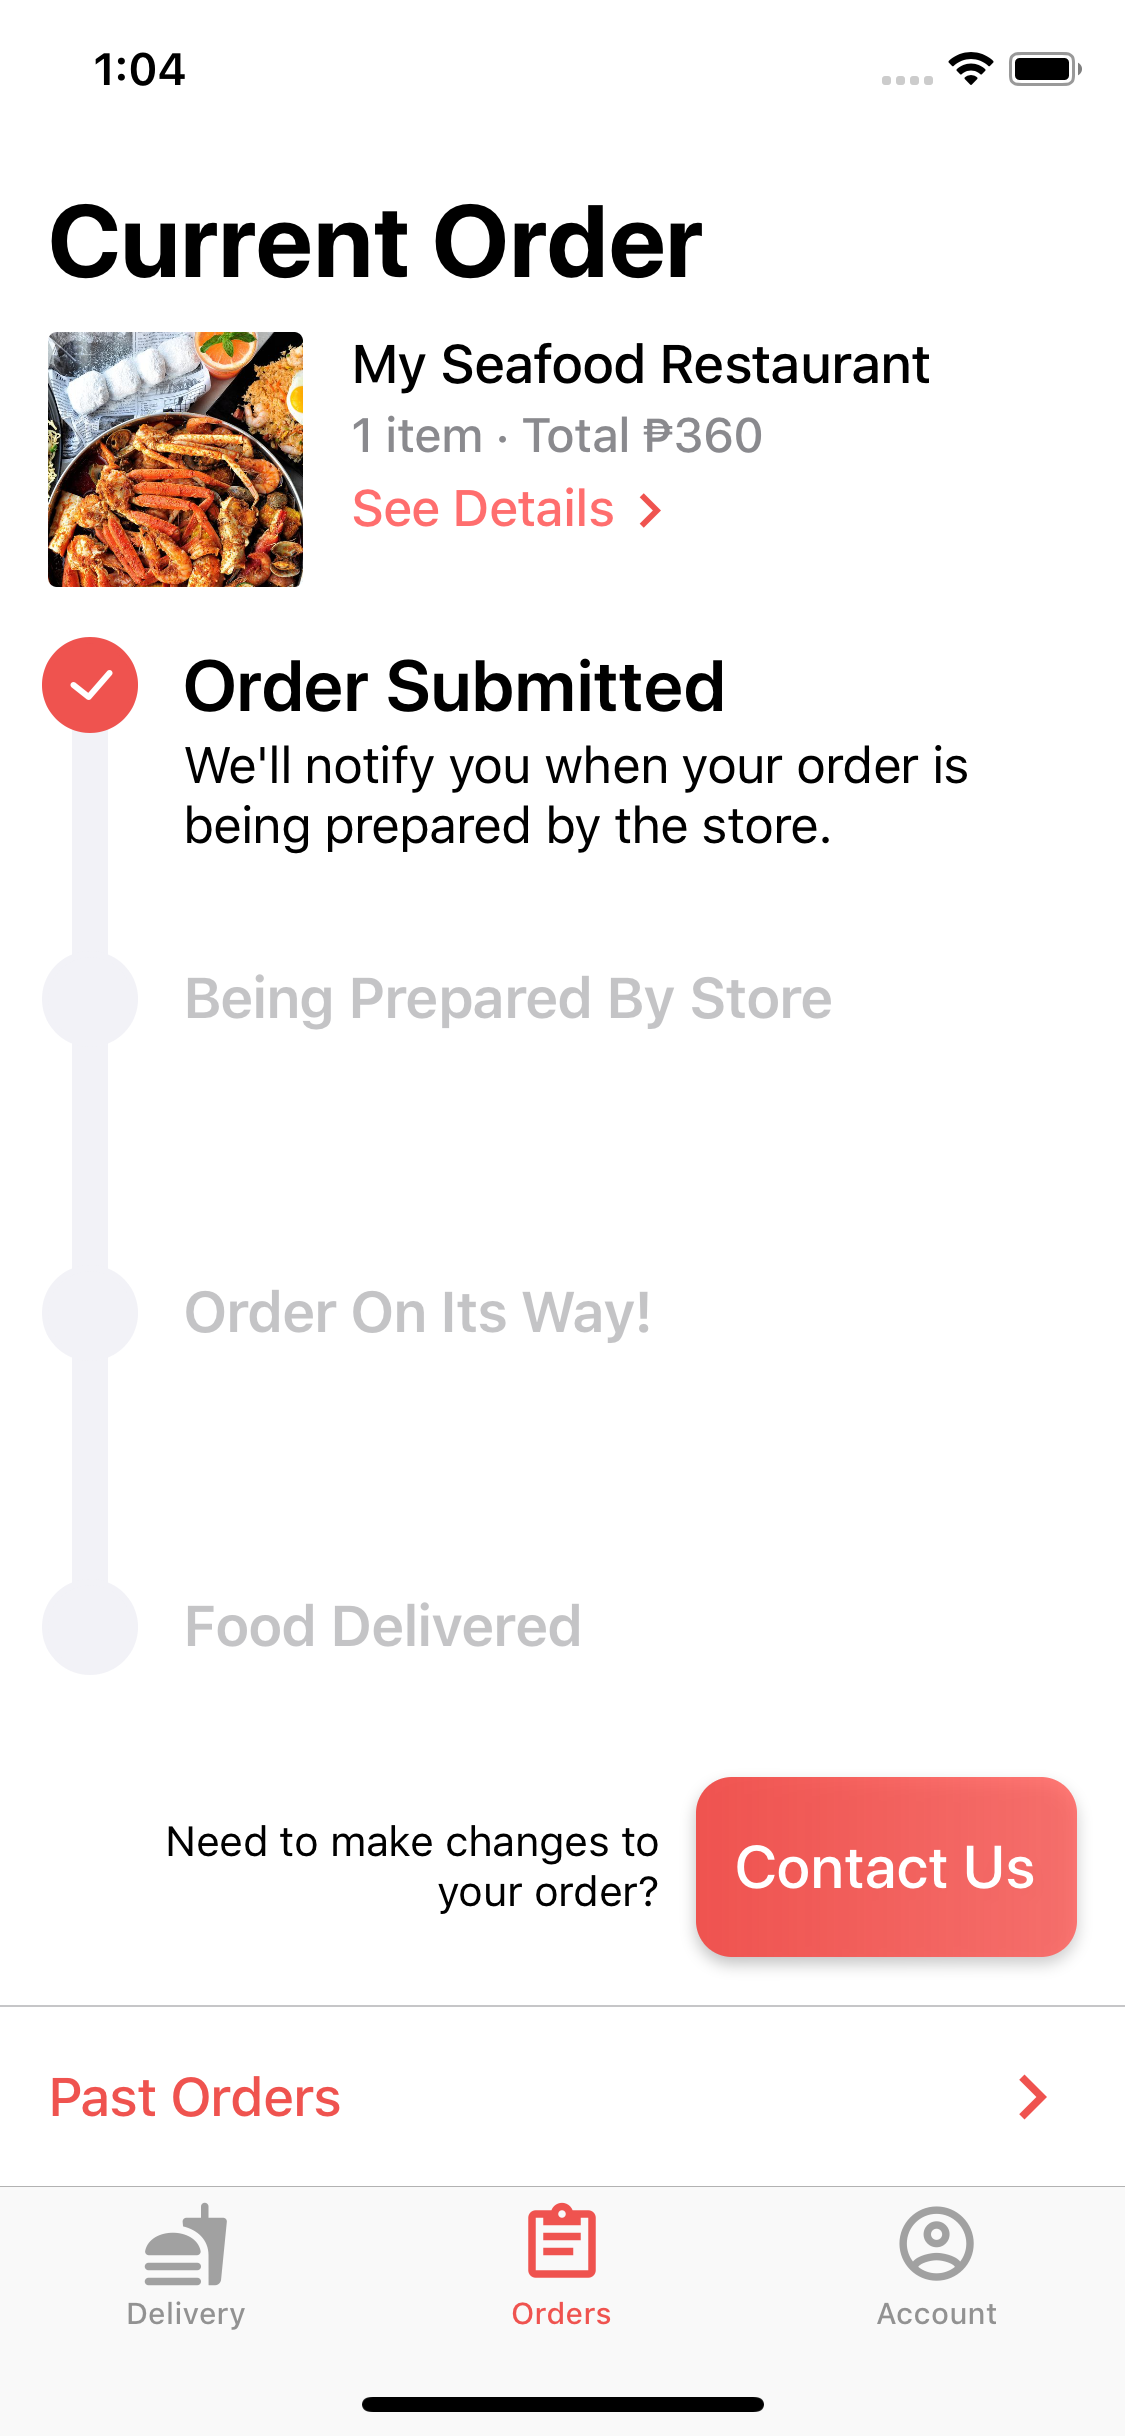 1:04
Current Order
My Seafood Restaurant
1 item · Total ₱360
See Details
Order Submitted
We'll notify you when your order is
being prepared by the store.
Being Prepared By Store
Order On Its Way!
Food Delivered
Need to make changes to
your order?
Contact Us
Past Orders
Delivery
Orders
Account